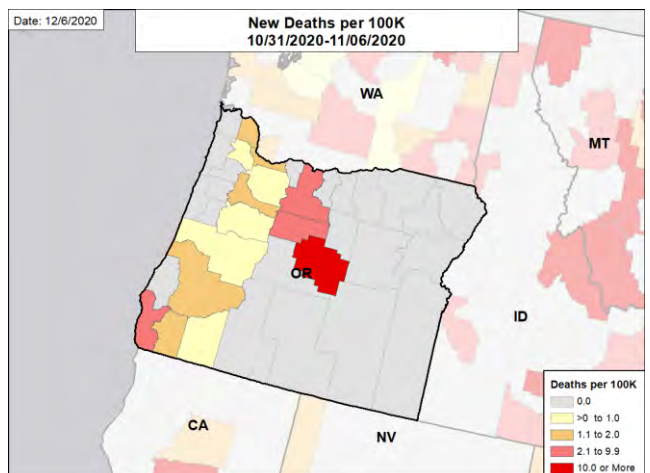 Date: 12/6/2020
New Deaths per 100K
10/31/2020-11/06/2020
WA
MT
OR
ID
CA
NV
Deaths per 100K
0.0
>0 to 1.0
1.1 to 2.0
2.1 to 9.9
10.0 or More